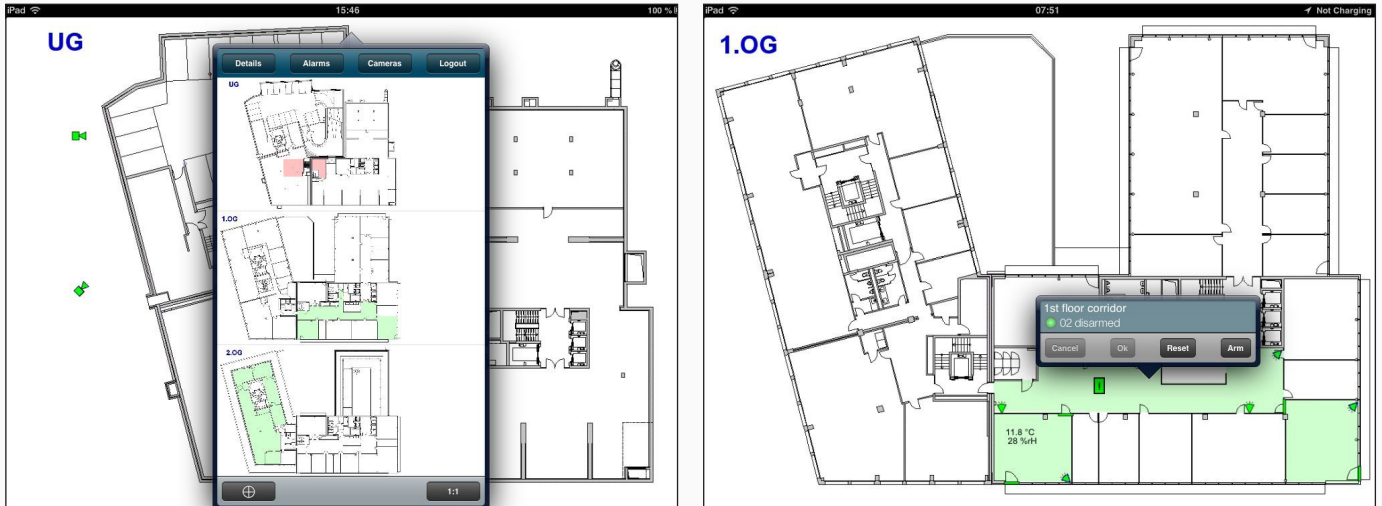 iPad 15:46 100 %
UG
Details Alarms Cameras Logout
UG
1.OG
2.OG
1:1
iPad 07:51 Not Charging
1.OG
1st floor corridor
02 disarmed
Cancel Ok Reset Arm
11.8 °C
28 %rH